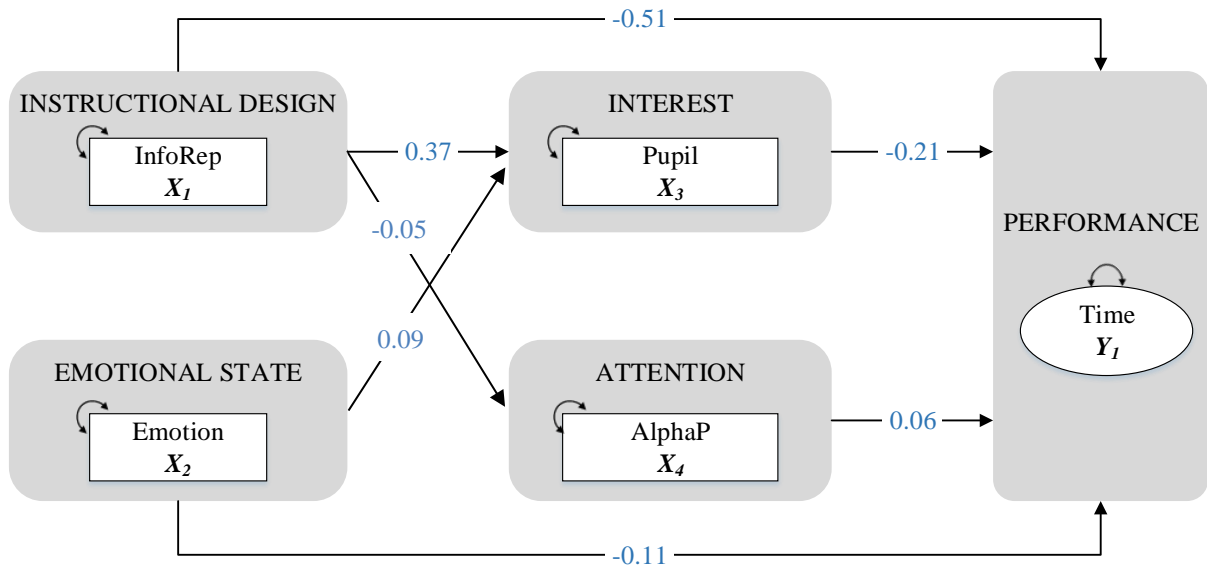 -0.51
INSTRUCTIONAL DESIGN
InfoRep
X1
0.37
INTEREST
Pupil
X3
-0.21
-0.05
PERFORMANCE
Time
Y1
0.09
EMOTIONAL STATE
Emotion
X2
ATTENTION
AlphaP
X4
0.06
-0.11